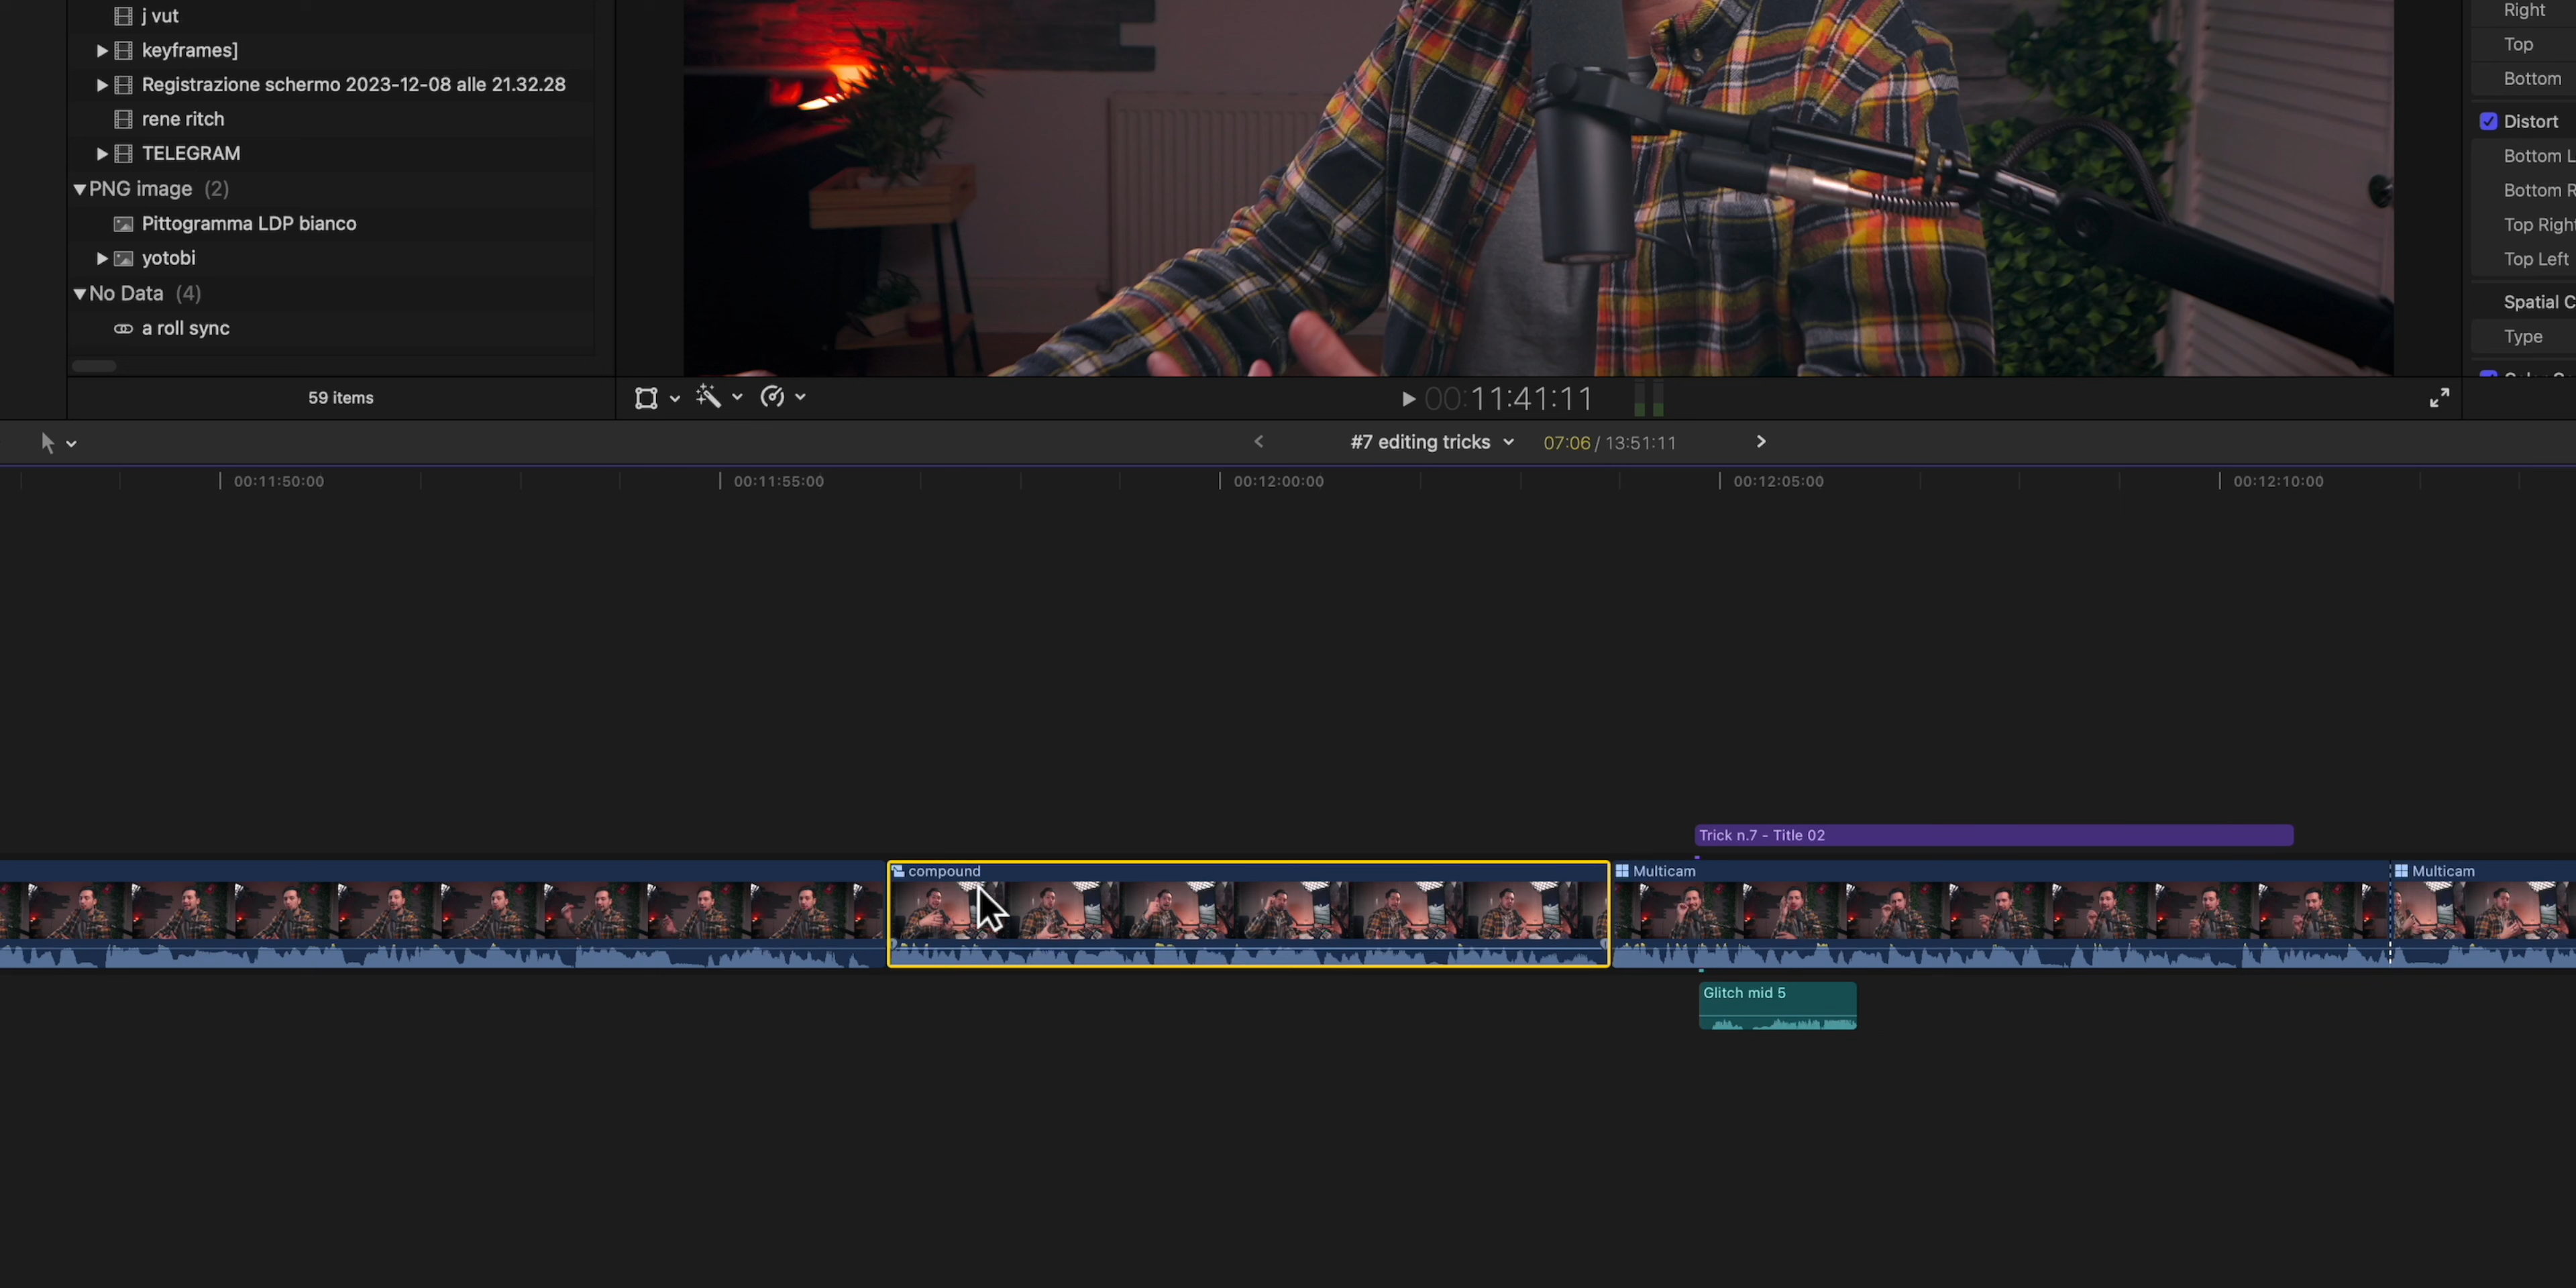 j vut
keyframes]
Registrazione schermo 2023-12-08 alle 21.32.28
rene ritch
TELEGRAM
PNG image (2)
Pittogramma LDP bianco
yotobi
No Data (4)
a roll sync
59 items
00:11:41:11
Right
Top
Bottom
Distort
Bottom L
Bottom R
Top Righ
Top Left
Spatial C
Type
#7 editing tricks 07:06 / 13:51:11
00:11:50:00 00:11:55:00 00:12:00:00 00:12:05:00 00:12:10:00
Trick n.7 - Title 02
compound
Multicam
Multicam
Glitch mid 5